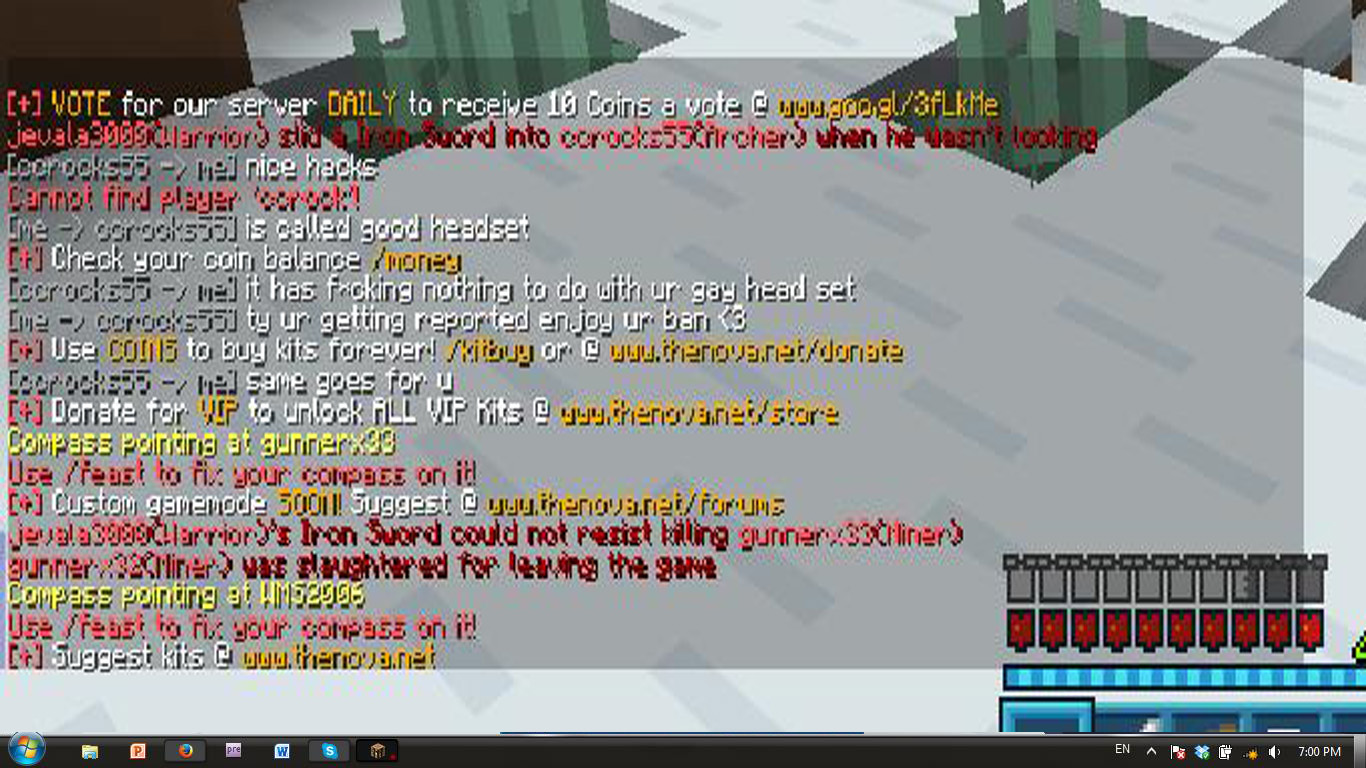 [+] VOTE for our server DAILY to receive 10 Coins a vote @ www.goo.gl/3fLkMe
jevala3000(Warrior) slid a Iron Sword into ccrocks55(Archer) when he wasn't looking
[ccrocks55 -> me] nice hacks
Cannot find player 'ccrock'!
[me -> ccrocks55] is called good headset
[+] Check your coin balance /money
[ccrocks55 -> me] it has f*cking nothing to do with ur gay head set
[me -> ccrocks55] ty ur getting reported enjoy ur ban <3
[+] Use COINS to buy kits forever! /kitbuy or @ www.thenova.net/donate
[ccrocks55 -> me] same goes for u
[+] Donate for VIP to unlock ALL VIP Kits @ www.thenova.net/store
Compass pointing at gunnerx33
Use /feast to fix your compass on it!
[+] Custom gamemode SOON! Suggest @ www.thenova.net/forums
jevala3000(Warrior)'s Iron Sword could not resist killing gunnerx33(Miner)
gunnerx33(Miner) was slaughtered for leaving the game
Compass pointing at WMS2006
Use /feast to fix your compass on it!
[+] Suggest kits @ www.thenova.net
P pre W S EN 7:00 PM